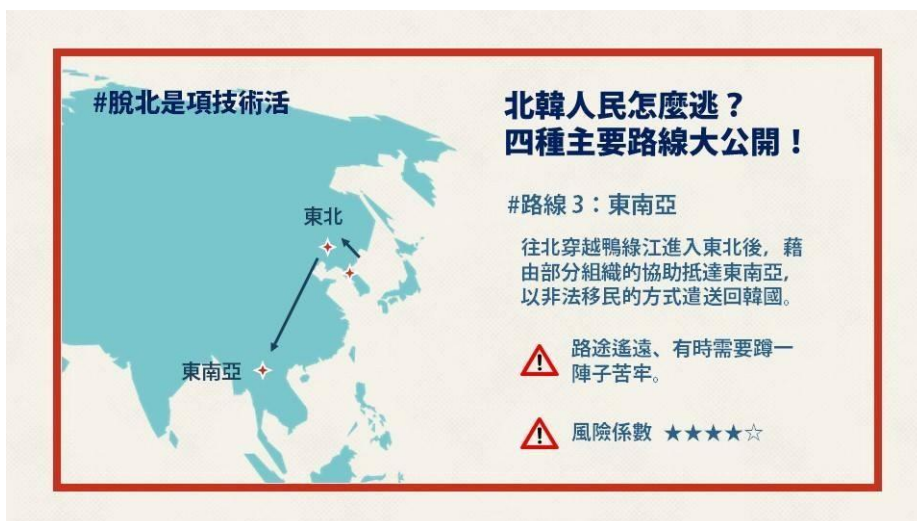 #脫北是項技術活
東北
東南亞
北韓人民怎麼逃？
四種主要路線大公開！
#路線3：東南亞
往北穿越鴨綠江進入東北後，藉
由部分組織的協助抵達東南亞，
以非法移民的方式遣送回韓國。
路途遙遠、有時需要蹲一
陣子苦牢。
風險係數 ★★★★☆